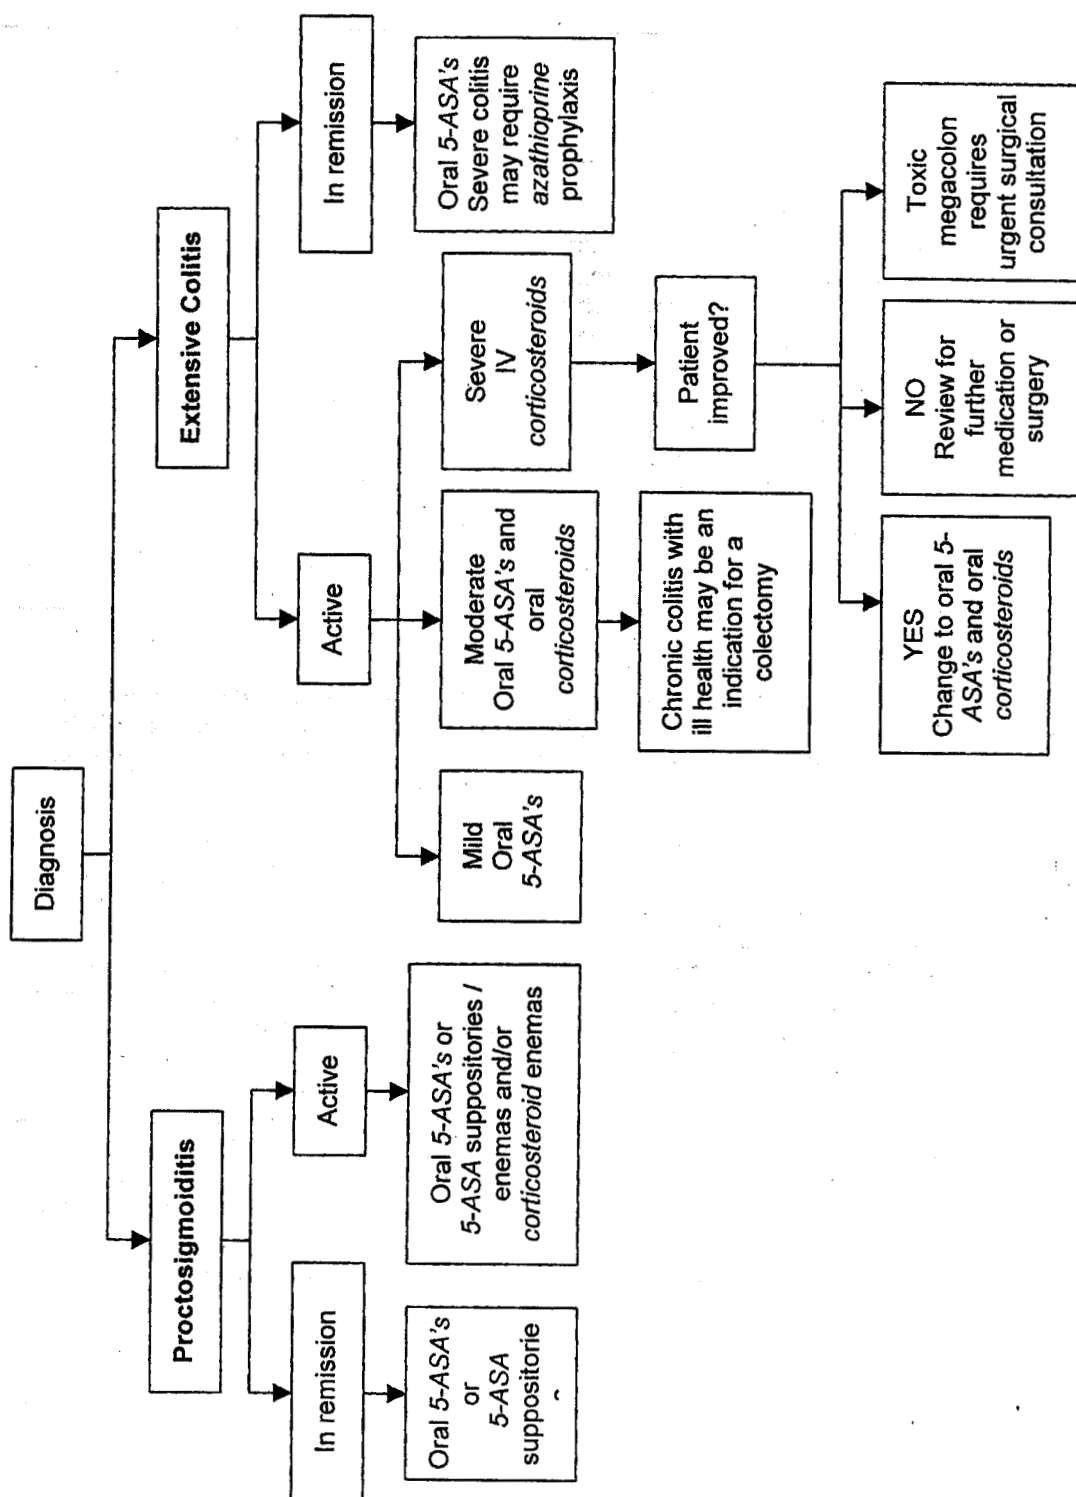 Diagnosis
Proctosigmoiditis
Extensive Colitis
In remission
Active
Active
In remission
Oral 5-ASA's
or
5-ASA
suppositorie
Oral 5-ASA's or
5-ASA suppositories /
enemas and/or
corticosteroid enemas
Mild
Oral
5-ASA's
Moderate
Oral 5-ASA's and
oral
corticosteroids
Severe
IV
corticosteroids
Oral 5-ASA's
Severe colitis
may require
azathioprine
prophylaxis
Chronic colitis with
ill health may be an
indication for a
colectomy
Patient
improved?
YES
Change to oral 5-
ASA's and oral
corticosteroids
NO
Review for
further
medication or
surgery
Toxic
megacolon
requires
urgent surgical
consultation